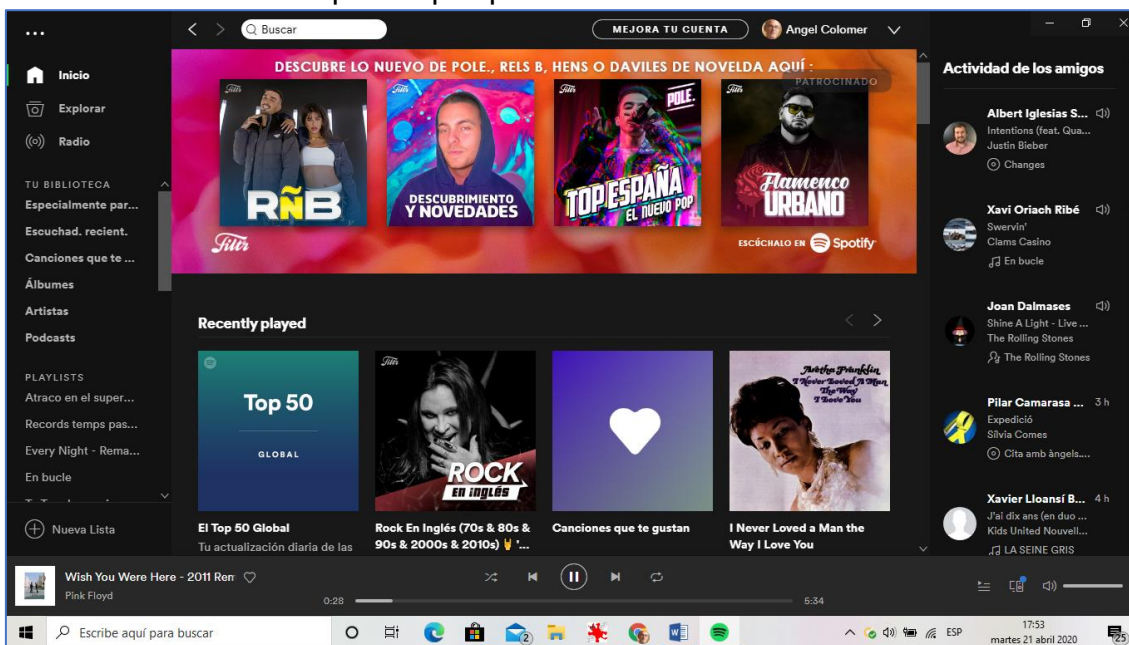 ...
Buscar
MEJORA TU CUENTA
Angel Colomer
Inicio
Explorar
Radio
TU BIBLIOTECA
Especialmente par...
Escuchad. recient.
Canciones que te ...
Álbumes
Artistas
Podcasts
PLAYLISTS
Atraco en el super...
Records temps pas...
Every Night - Rema...
En bucle
Nueva Lista
DESCUBRE LO NUEVO DE POLE., RELS B, HENS O DAVILES DE NOVELDA AQUÍ :
PATROCINADO
Filtr
RÑB
Filtr
DESCUBRIMIENTO
Y NOVEDADES
Filtr
POLE.
TOP ESPAÑA
EL NUEVO POP
Filtr
Flamenco
URBANO
Filtr
ESCÚCHALO EN Spotify
Recently played
Top 50
GLOBAL
El Top 50 Global
Tu actualización diaria de las
Filtr
ROCK
EN INGLÉS
Rock En Inglés (70s & 80s &
90s & 2000s & 2010s) 🤘 '...
Canciones que te gustan
Aretha Franklin
I Never Loved A Man
The Way
I Love You
I Never Loved a Man the
Way I Love You
Actividad de los amigos
Albert Iglesias S...
Intentions (feat. Qua...
Justin Bieber
Changes
Xavi Oriach Ribé
Swervin'
Clams Casino
En bucle
Joan Dalmases
Shine A Light - Live ...
The Rolling Stones
The Rolling Stones
Pilar Camarasa ... 3 h
Expedició
Sílvia Comes
Cita amb àngels....
Xavier Lloansí B... 4 h
J'ai dix ans (en duo ...
Kids United Nouvell...
LA SEINE GRIS
Wish You Were Here - 2011 Rem
Pink Floyd
0:28
5:34
Escribe aquí para buscar
2
ESP
17:53
martes 21 abril 2020
25